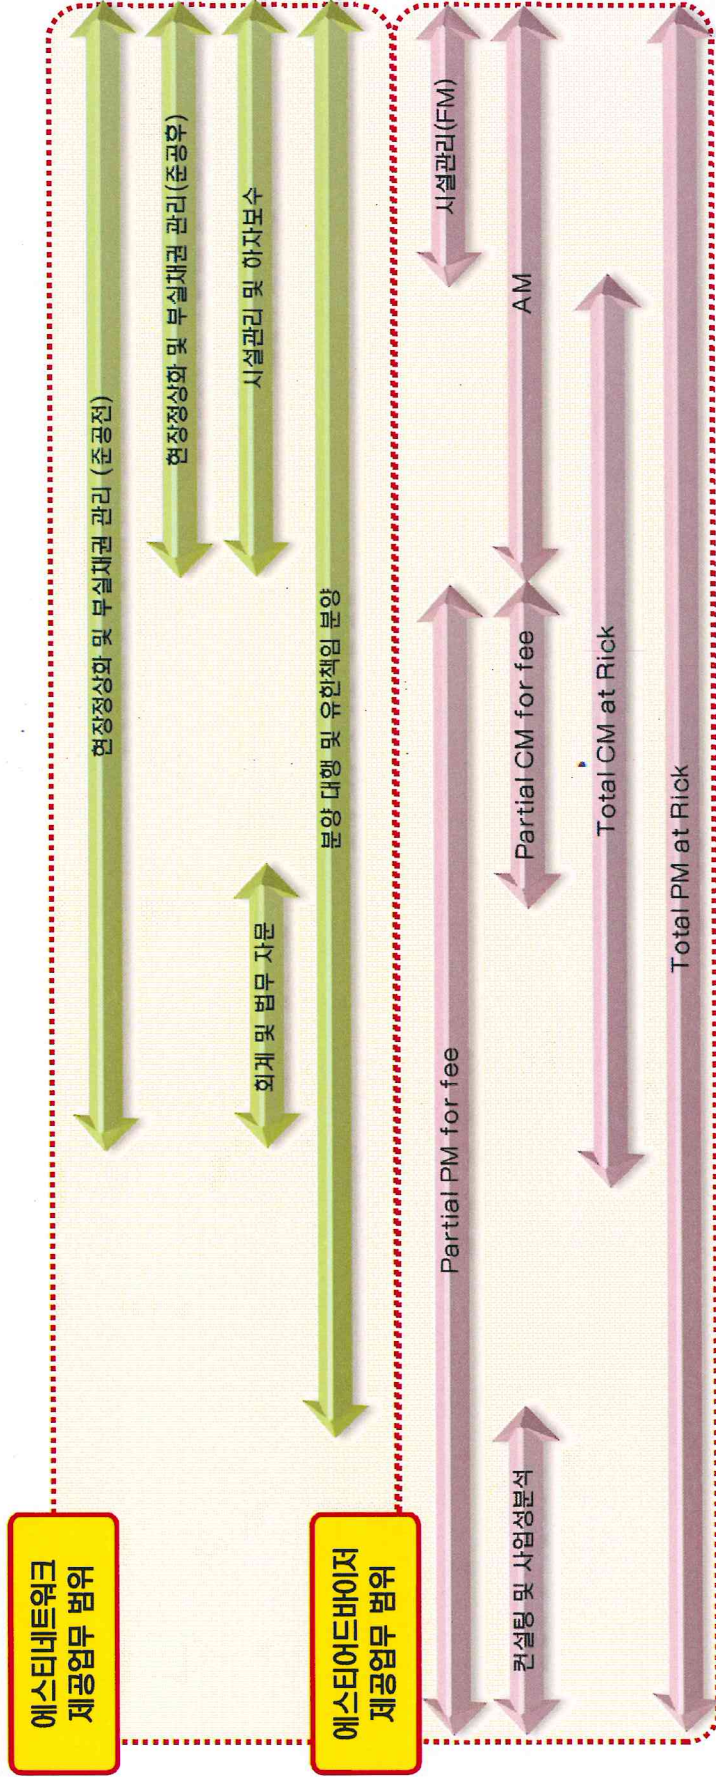 에스티네트워크
제공업무 범위
현장정상화 및 부실채권 관리 (준공전)
현장정상화 및 부실채권 관리(준공후)
회계 및 법무 자문
시설관리 및 하자보수
분양 대행 및 유한책임 분양
에스티어드바이저
제공업무 범위
Partial PM for fee
시설관리(FM)
컨설팅 및 사업성분석
Partial CM for fee
AM
Total CM at Rick
Total PM at Rick